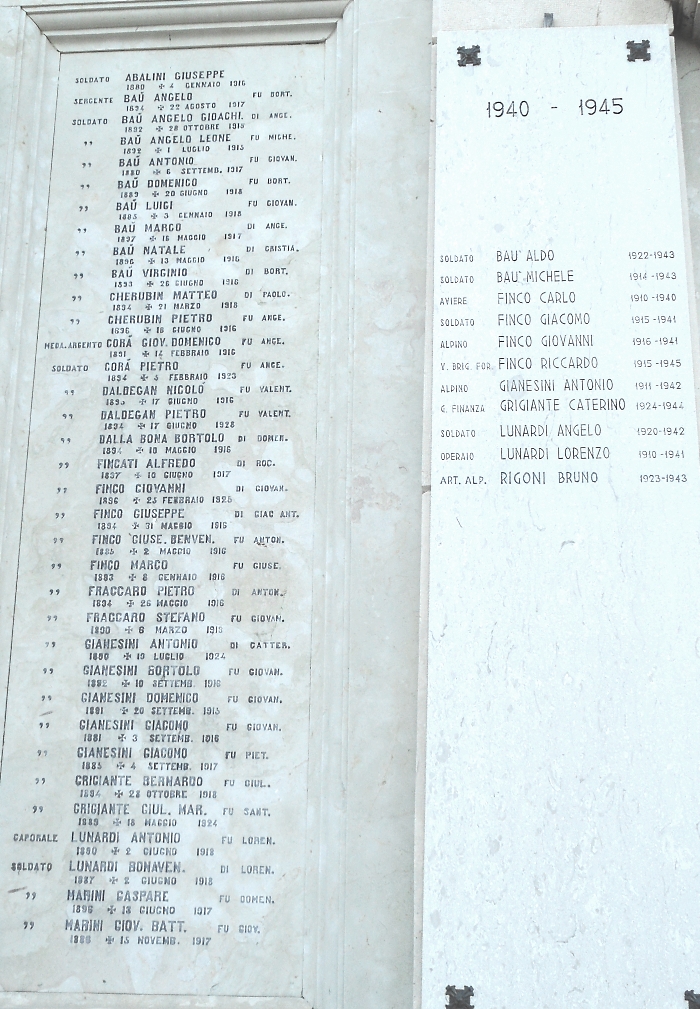 SOLDATO ABALINI GIUSEPPE
1880 ✠ 4 GENNAIO 1916
SERGENTE BAÙ ANGELO FU BORT.
1894 ✠ 22 AGOSTO 1917
SOLDATO BAÙ ANGELO GIOACHI. DI ANGE.
1892 ✠ 28 OTTOBRE 1918
,, BAÙ ANGELO LEONE FU MICHE.
1892 ✠ 1 LUGLIO 1915
,, BAÙ ANTONIO FU GIOVAN.
1880 ✠ 6 SETTEMB. 1917
,, BAÙ DOMENICO FU BORT.
1889 ✠ 20 GIUGNO 1918
,, BAÙ LUIGI FU GIOVAN.
1885 ✠ 3 GENNAIO 1918
,, BAÙ MARCO DI ANGE.
1897 ✠ 16 MAGGIO 1917
,, BAÙ NATALE DI CRISTIA.
1896 ✠ 13 MAGGIO 1916
,, BAÙ VIRGINIO DI BORT.
1893 ✠ 26 GIUGNO 1916
,, CHERUBIN MATTEO DI PAOLO.
1894 ✠ 21 MARZO 1918
,, CHERUBIN PIETRO FU ANGE.
1896 ✠ 18 GIUGNO 1916
MEDA.ARGENTO CORÀ GIOV. DOMENICO FU ANGE.
1891 ✠ 14 FEBBRAIO 1916
SOLDATO CORÀ PIETRO FU ANGE.
1894 ✠ 5 FEBBRAIO 1923
,, DALDEGAN NICOLÒ FU VALENT.
1895 ✠ 17 GIUGNO 1916
,, DALDEGAN PIETRO FU VALENT.
1894 ✠ 17 GIUGNO 1928
,, DALLA BONA BORTOLO DI DOMEN.
1894 ✠ 10 MAGGIO 1916
,, FINCATI ALFREDO DI ROC.
1897 ✠ 10 GIUGNO 1917
,, FINCO GIOVANNI DI GIOVAN.
1896 ✠ 23 FEBBRAIO 1925
,, FINCO GIUSEPPE DI GIAC ANT.
1894 ✠ 31 MAGGIO 1916
,, FINCO GIUSE. BENVEN. FU ANTON.
1885 ✠ 2 MAGGIO 1916
,, FINCO MARCO FU GIUSE.
1883 ✠ 8 GENNAIO 1916
,, FRACCARO PIETRO DI ANTON.
1894 ✠ 26 MAGGIO 1916
,, FRACCARO STEFANO FU GIOVAN.
1890 ✠ 6 MARZO 1915
,, GIANESINI ANTONIO DI CATTER.
1890 ✠ 19 LUGLIO 1924
,, GIANESINI BORTOLO FU GIOVAN.
1892 ✠ 10 SETTEMB. 1916
,, GIANESINI DOMENICO FU GIOVAN.
1891 ✠ 20 SETTEMB. 1915
,, GIANESINI GIACOMO FU GIOVAN.
1881 ✠ 3 SETTEMB. 1916
,, GIANESINI GIACOMO FU PIET.
1885 ✠ 4 SETTEMB. 1917
,, GRIGIANTE BERNARDO FU GIUL.
1894 ✠ 28 OTTOBRE 1918
,, GRIGIANTE GIUL. MAR. FU SANT.
1885 ✠ 18 MAGGIO 1924
CAPORALE LUNARDI ANTONIO FU LOREN.
1890 ✠ 2 GIUGNO 1918
SOLDATO LUNARDI BONAVEN. DI LOREN.
1887 ✠ 2 GIUGNO 1918
,, MARINI GASPARE FU DOMEN.
1896 ✠ 18 GIUGNO 1917
,, MARINI GIOV. BATT. FU GIOV.
1886 ✠ 15 NOVEMB. 1917
1940 - 1945
SOLDATO BAU' ALDO 1922-1943
SOLDATO BAU' MICHELE 1914-1943
AVIERE FINCO CARLO 1910-1940
SOLDATO FINCO GIACOMO 1915-1941
ALPINO FINCO GIOVANNI 1916-1941
V. BRIG. FOR. FINCO RICCARDO 1915-1945
ALPINO GIANESINI ANTONIO 1911-1942
G. FINANZA GRIGIANTE CATERINO 1924-1944
SOLDATO LUNARDI ANGELO 1920-1942
OPERAIO LUNARDI LORENZO 1910-1941
ART. ALP. RIGONI BRUNO 1923-1943